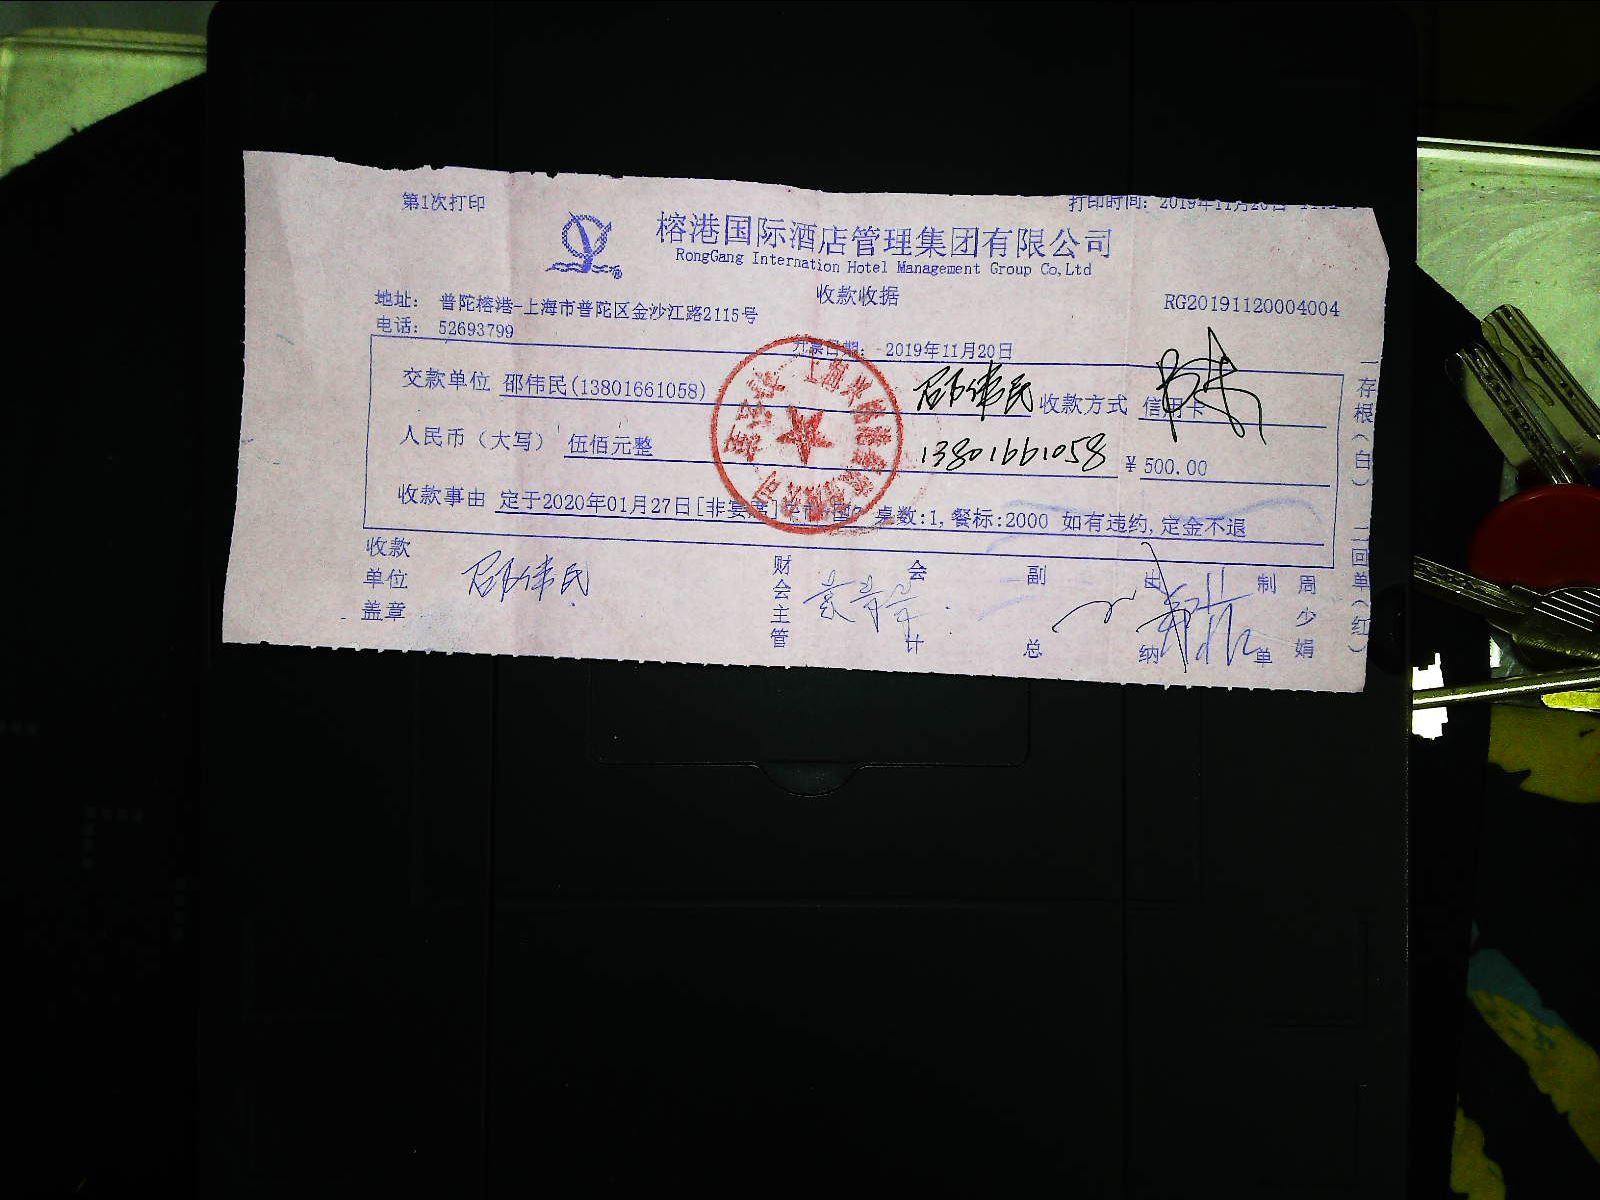 第1次打印
打印时间: 2019年11月20日
榕港国际酒店管理集团有限公司
RongGang Internation Hotel Management Group Co,Ltd
收款收据
RG20191120004004
地址: 普陀榕港-上海市普陀区金沙江路2115号
电话: 52693799
开票日期: 2019年11月20日
交款单位 邵伟民(13801661058) 邵伟民 收款方式 信用卡
人民币（大写） 伍佰元整 13801661058 ¥ 500.00
收款事由 定于2020年01月27日[非宴席] 桌数:1,餐标:2000 如有违约,定金不退
一存根(白) 二回单(红)
收款单位盖章 邵伟民
财会主管
会计
副总
出纳
制单 周少娟